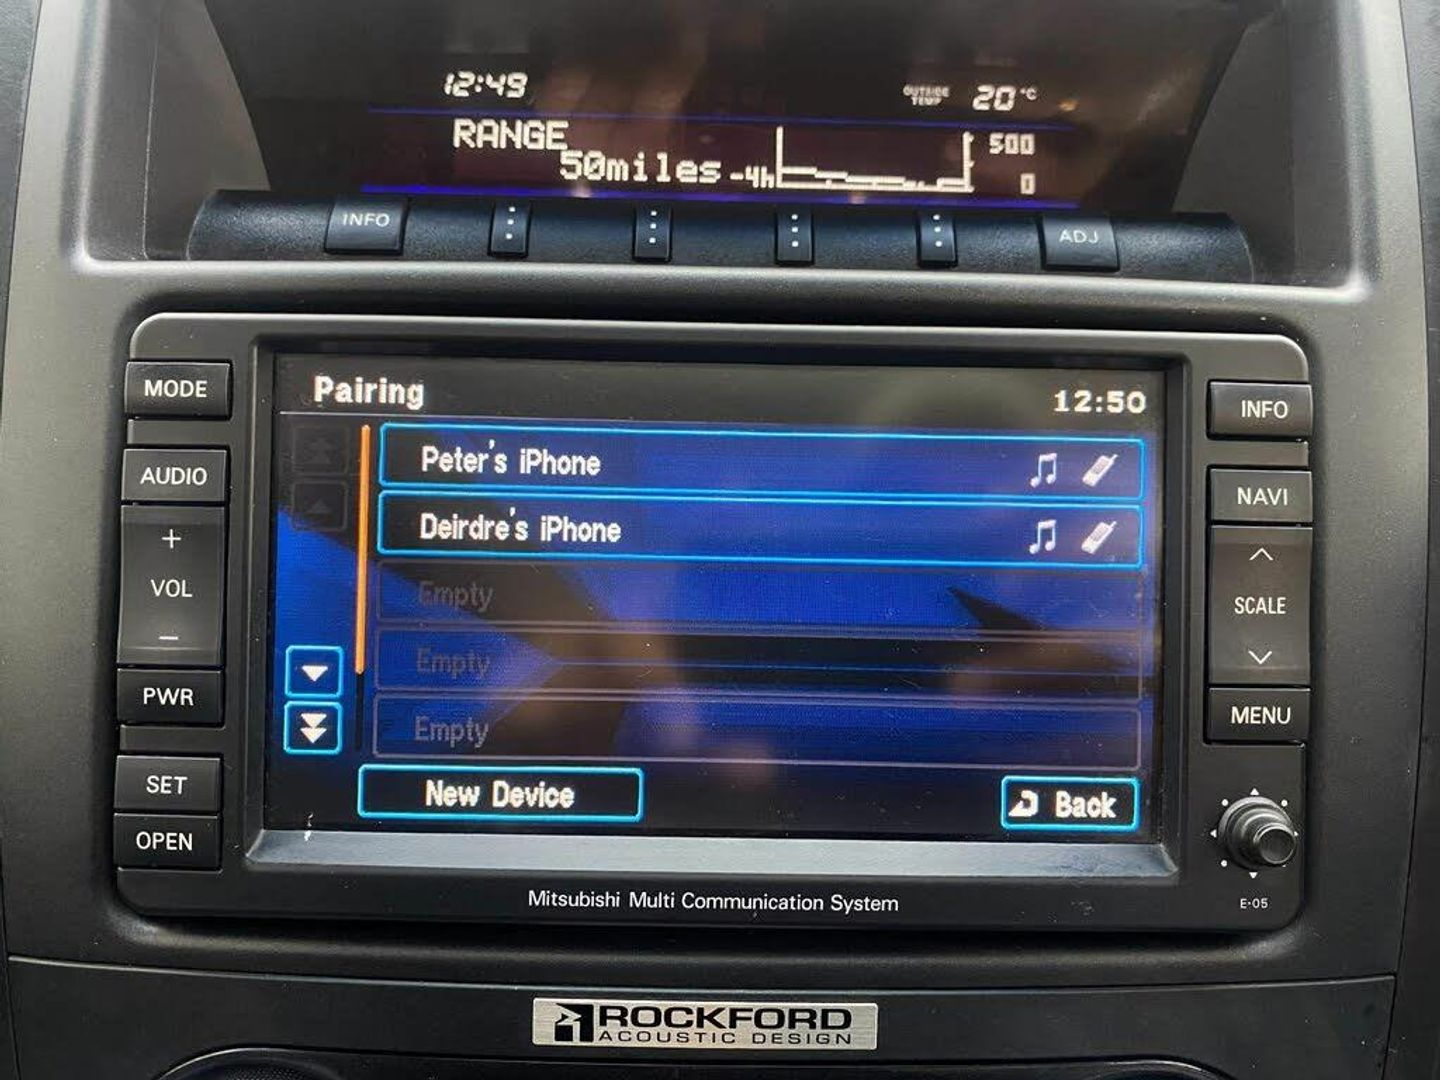 12:49
OUTSIDE TEMP 20°C
RANGE
50miles
-4h
500
0
INFO
ADJ
MODE
AUDIO
+
VOL
–
PWR
SET
OPEN
Pairing
12:50
Peter's iPhone
Deirdre's iPhone
Empty
Empty
Empty
New Device
Back
INFO
NAVI
SCALE
MENU
E-05
Mitsubishi Multi Communication System
ROCKFORD
ACOUSTIC DESIGN